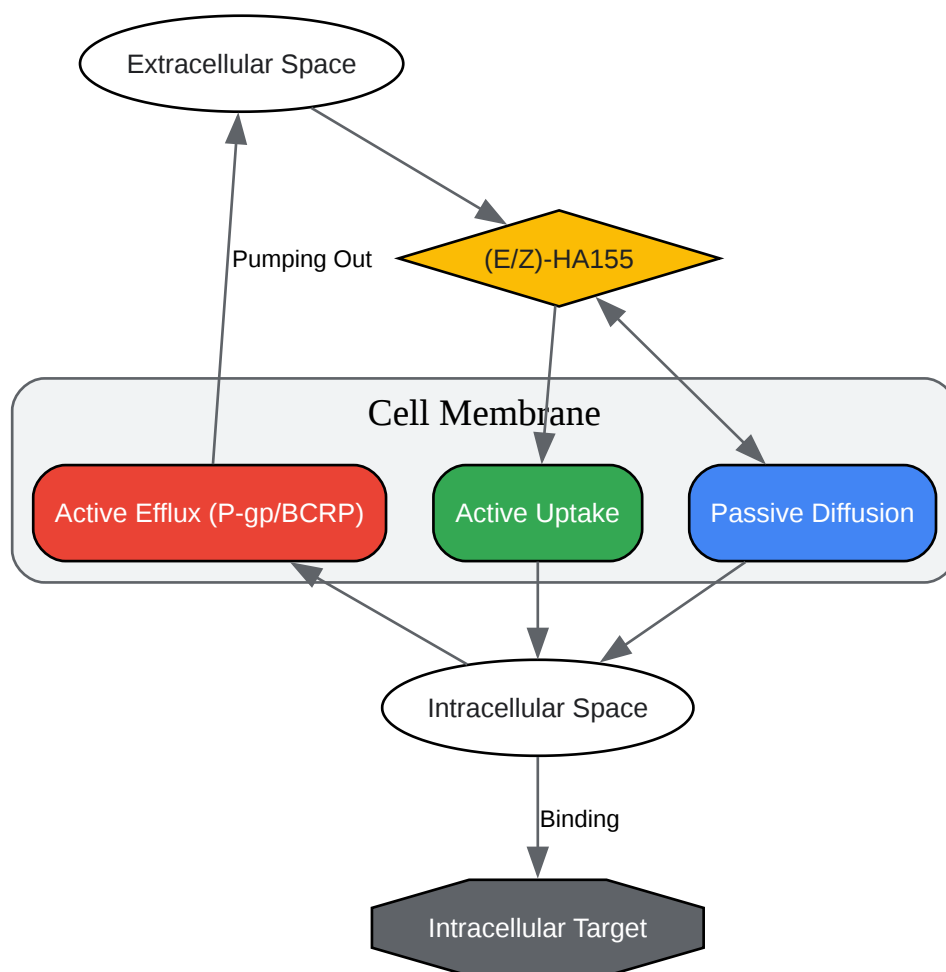 Extracellular Space
Pumping Out
(E/Z)-HA155
Cell Membrane
Active Efflux (P-gp/BCRP)
Active Uptake
Passive Diffusion
Intracellular Space
Binding
Intracellular Target